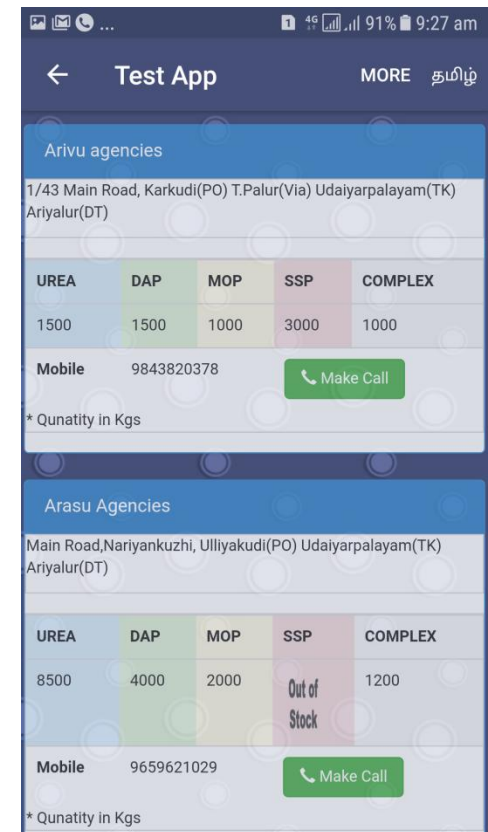 ... 1 4G 91% 9:27 am
Test App MORE தமிழ்
Arivu agencies
1/43 Main Road, Karkudi(PO) T.Palur(Via) Udaiyarpalayam(TK)
Ariyalur(DT)
UREA DAP MOP SSP COMPLEX
1500 1500 1000 3000 1000
Mobile 9843820378 Make Call
* Qunatity in Kgs
Arasu Agencies
Main Road,Nariyankuzhi, Ulliyakudi(PO) Udaiyarpalayam(TK)
Ariyalur(DT)
UREA DAP MOP SSP COMPLEX
8500 4000 2000 Out of 1200
Stock
Mobile 9659621029 Make Call
* Qunatity in Kgs